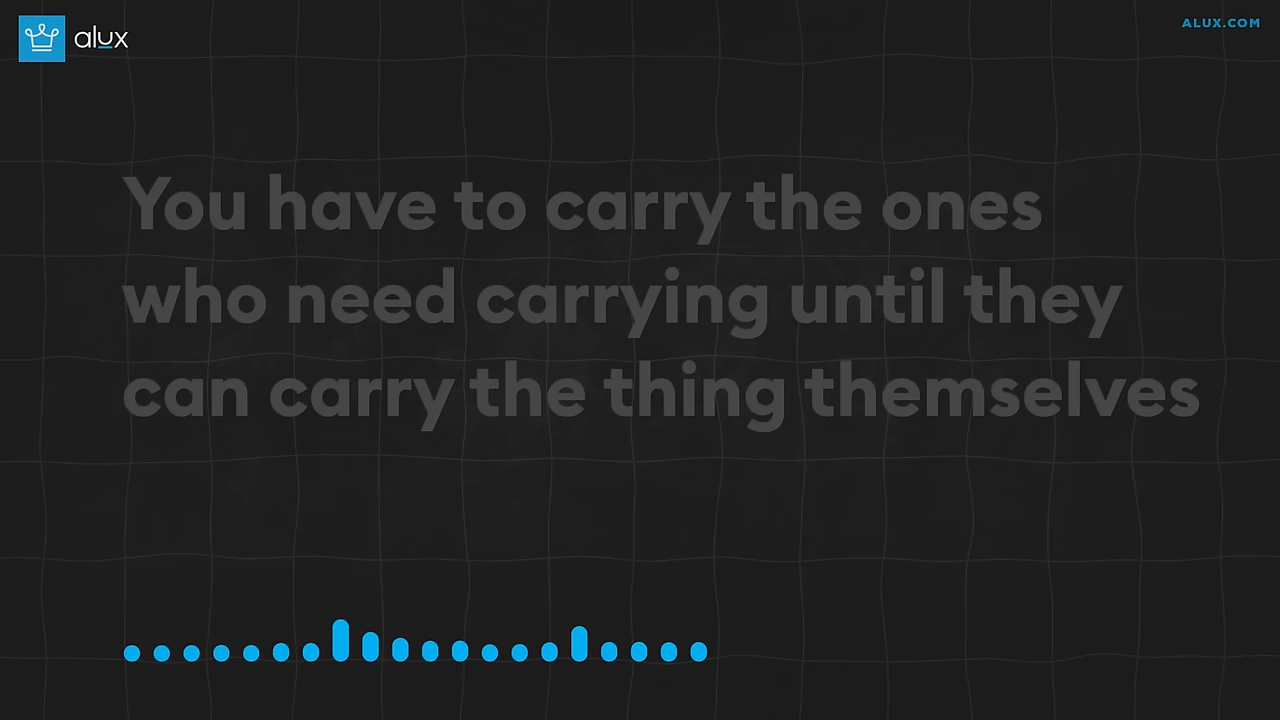 alux
ALUX.COM
You have to carry the ones
who need carrying until they
can carry the thing themselves